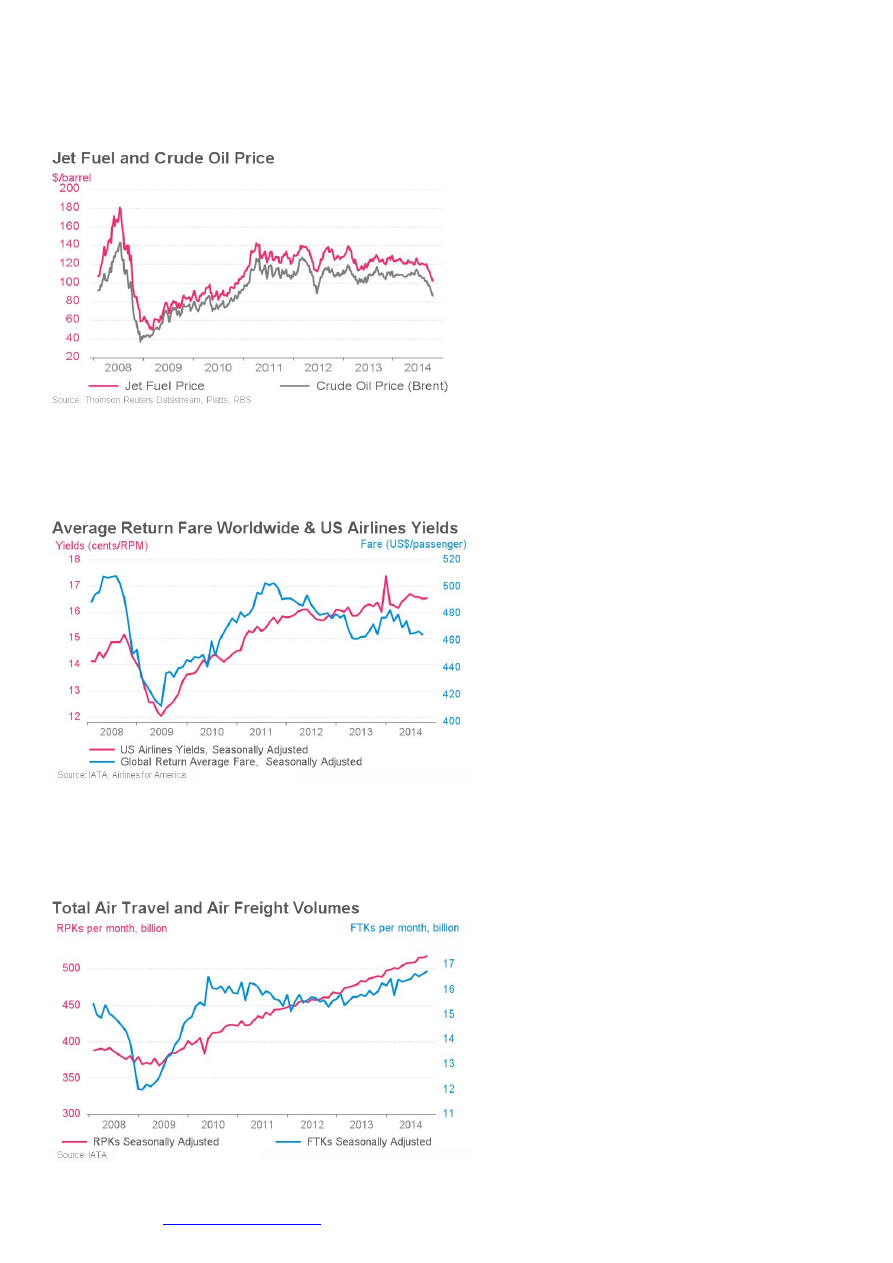 Jet Fuel and Crude Oil Price
$/barrel
200
180
160
140
120
100
80
60
40
20
2008 2009 2010 2011 2012 2013 2014
Jet Fuel Price Crude Oil Price (Brent)
Source: Thomson Reuters Datastream, Platts, RBS
Average Return Fare Worldwide & US Airlines Yields
Yields (cents/RPM) Fare (US$/passenger)
18 520
17 500
16 480
15 460
14 440
13 420
12 400
2008 2009 2010 2011 2012 2013 2014
US Airlines Yields, Seasonally Adjusted
Global Return Average Fare, Seasonally Adjusted
Source: IATA, Airlines for America
Total Air Travel and Air Freight Volumes
RPKs per month, billion FTKs per month, billion
500 17
450 16
400 15
350 14
300 13
12
11
2008 2009 2010 2011 2012 2013 2014
RPKs Seasonally Adjusted FTKs Seasonally Adjusted
Source: IATA